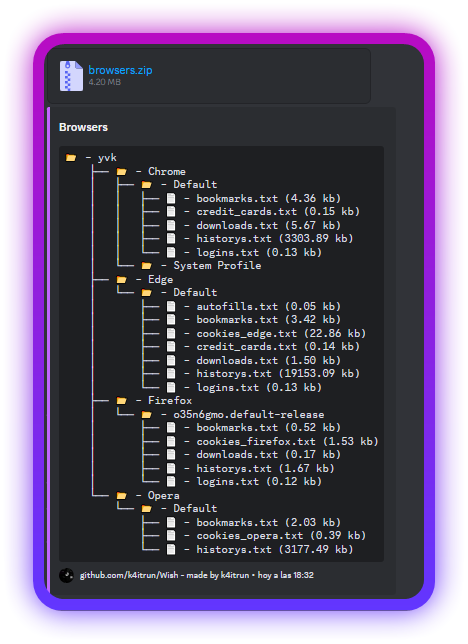 browsers.zip
4.20 MB
Browsers
- yvk
- Chrome
- Default
- bookmarks.txt (4.36 kb)
- credit_cards.txt (0.15 kb)
- downloads.txt (5.67 kb)
- historys.txt (3303.89 kb)
- logins.txt (0.13 kb)
- System Profile
- Edge
- Default
- autofills.txt (0.05 kb)
- bookmarks.txt (3.42 kb)
- cookies_edge.txt (22.86 kb)
- credit_cards.txt (0.14 kb)
- downloads.txt (1.50 kb)
- historys.txt (19153.09 kb)
- logins.txt (0.13 kb)
- Firefox
- o35n6gmo.default-release
- bookmarks.txt (0.52 kb)
- cookies_firefox.txt (1.53 kb)
- downloads.txt (0.17 kb)
- historys.txt (1.67 kb)
- logins.txt (0.12 kb)
- Opera
- Default
- bookmarks.txt (2.03 kb)
- cookies_opera.txt (0.39 kb)
- historys.txt (3177.49 kb)
github.com/k4itrun/Wish - made by k4itrun • hoy a las 18:32